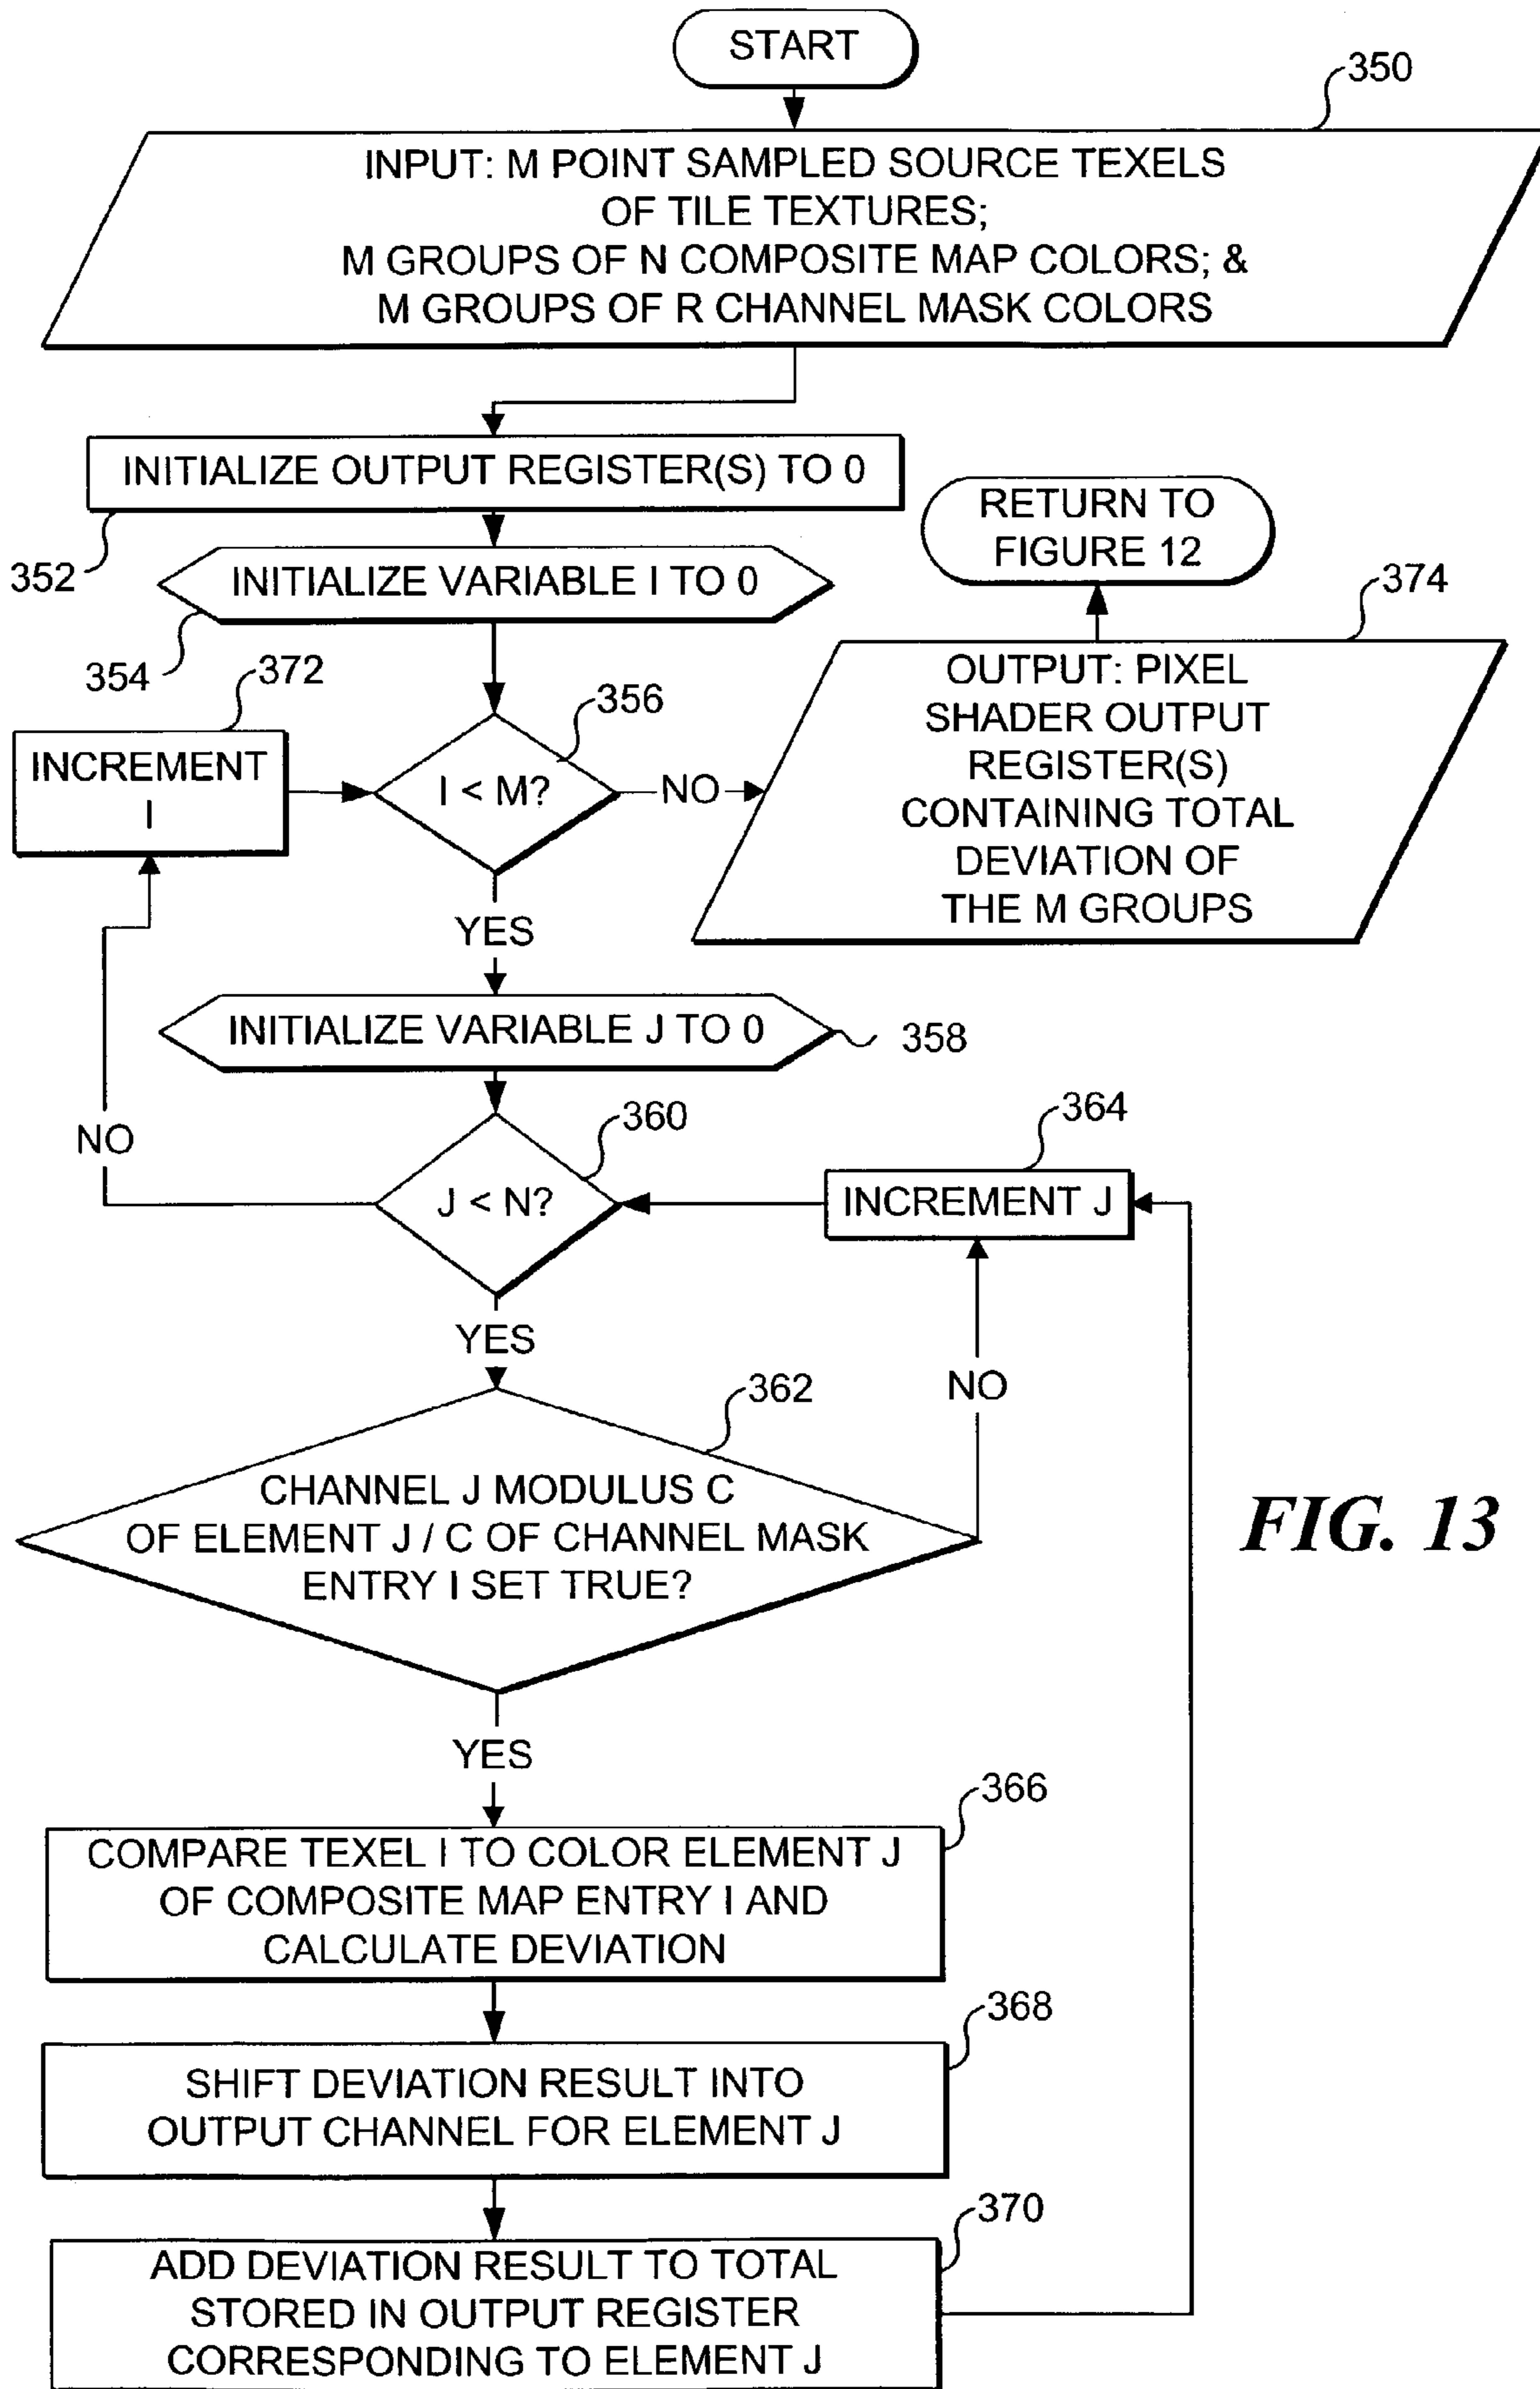 START
350
INPUT: M POINT SAMPLED SOURCE TEXELS
OF TILE TEXTURES;
M GROUPS OF N COMPOSITE MAP COLORS; &
M GROUPS OF R CHANNEL MASK COLORS
INITIALIZE OUTPUT REGISTER(S) TO 0
352
RETURN TO
FIGURE 12
INITIALIZE VARIABLE I TO 0
354
374
OUTPUT: PIXEL
SHADER OUTPUT
REGISTER(S)
CONTAINING TOTAL
DEVIATION OF
THE M GROUPS
372
INCREMENT
I
356
I < M?
NO
YES
INITIALIZE VARIABLE J TO 0
358
360
J < N?
NO
364
INCREMENT J
YES
NO
362
CHANNEL J MODULUS C
OF ELEMENT J / C OF CHANNEL MASK
ENTRY I SET TRUE?
FIG. 13
YES
366
COMPARE TEXEL I TO COLOR ELEMENT J
OF COMPOSITE MAP ENTRY I AND
CALCULATE DEVIATION
368
SHIFT DEVIATION RESULT INTO
OUTPUT CHANNEL FOR ELEMENT J
370
ADD DEVIATION RESULT TO TOTAL
STORED IN OUTPUT REGISTER
CORRESPONDING TO ELEMENT J